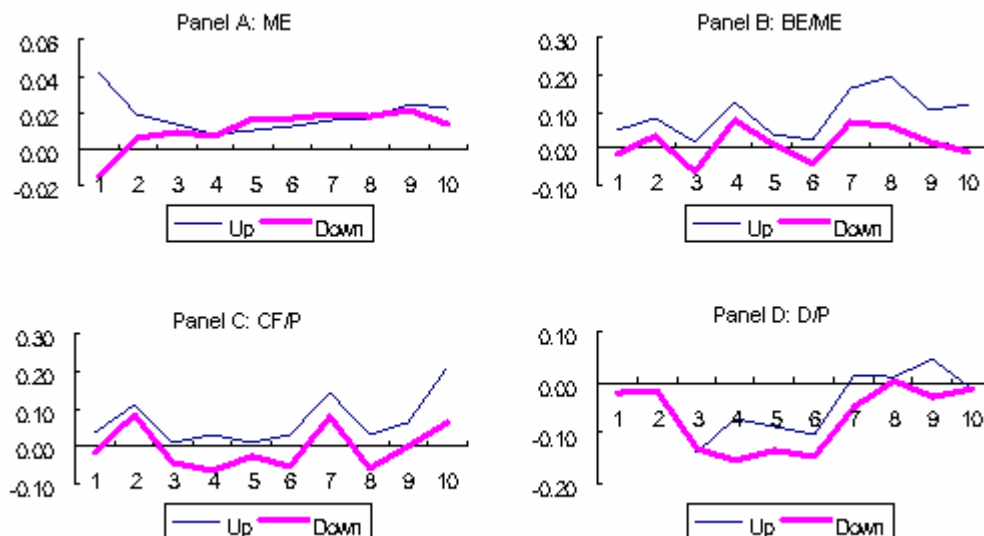 Panel A: ME
0.06
0.04
0.02
0.00
-0.02
1 2 3 4 5 6 7 8 9 10
Up Down
Panel B: BE/ME
0.30
0.20
0.10
0.00
-0.10
1 2 3 4 5 6 7 8 9 10
Up Down
Panel C: CF/P
0.30
0.20
0.10
0.00
-0.10
1 2 3 4 5 6 7 8 9 10
Up Down
Panel D: D/P
0.10
0.00
-0.10
-0.20
1 2 3 4 5 6 7 8 9 10
Up Down